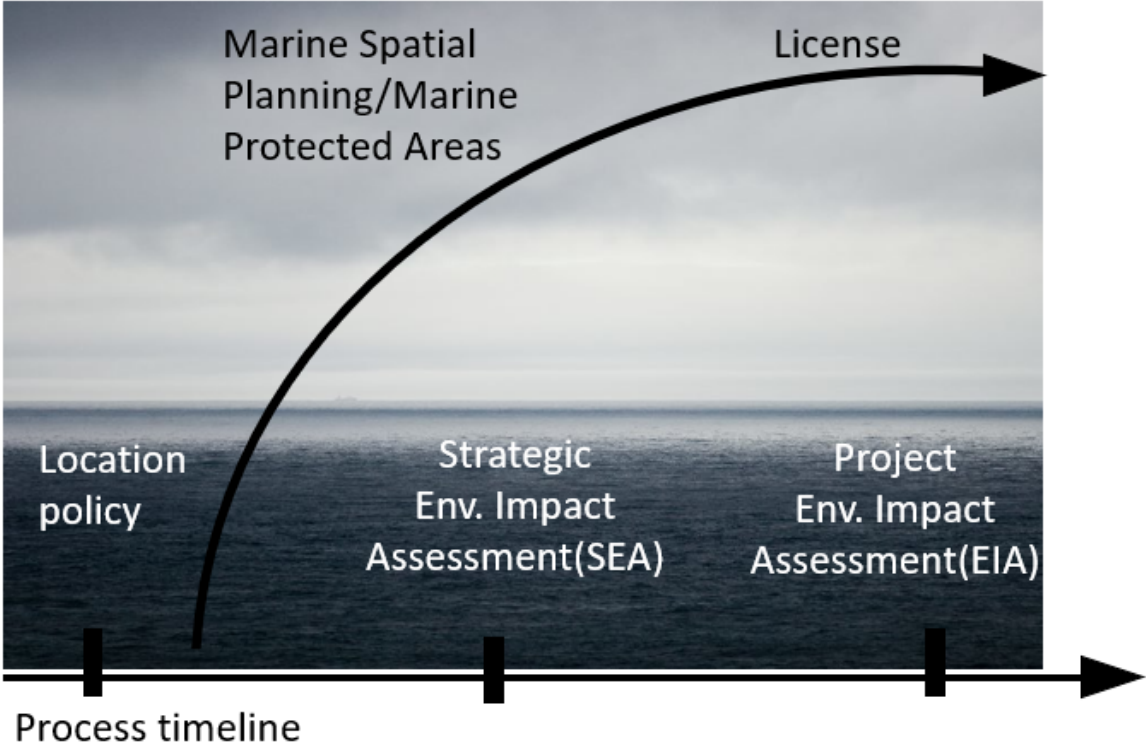 Marine Spatial
Planning/Marine
Protected Areas
License
Location
policy
Strategic
Env. Impact
Assessment(SEA)
Project
Env. Impact
Assessment(EIA)
Process timeline